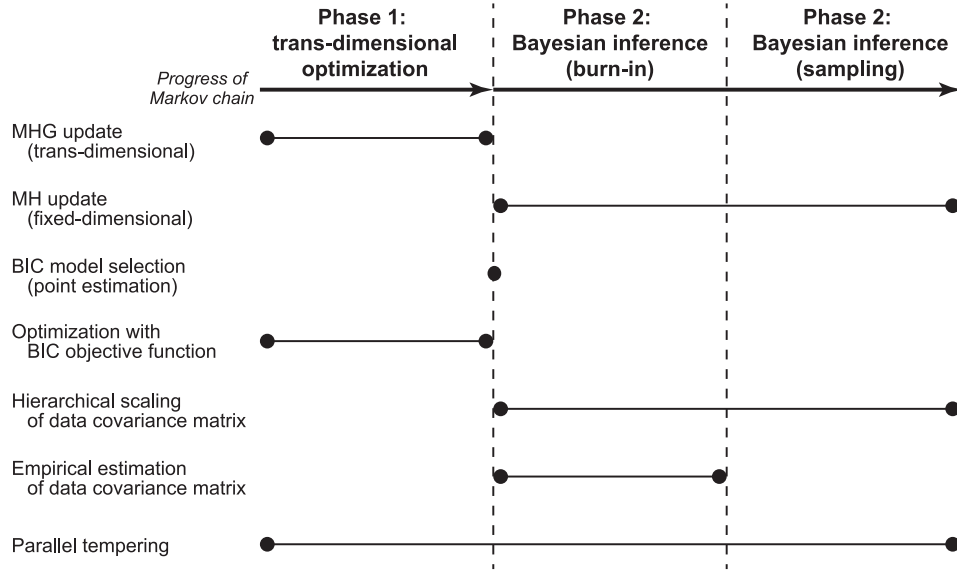 Phase 1:
trans-dimensional
optimization
Phase 2:
Bayesian inference
(burn-in)
Phase 2:
Bayesian inference
(sampling)
Progress of
Markov chain
MHG update
(trans-dimensional)
MH update
(fixed-dimensional)
BIC model selection
(point estimation)
Optimization with
BIC objective function
Hierarchical scaling
of data covariance matrix
Empirical estimation
of data covariance matrix
Parallel tempering